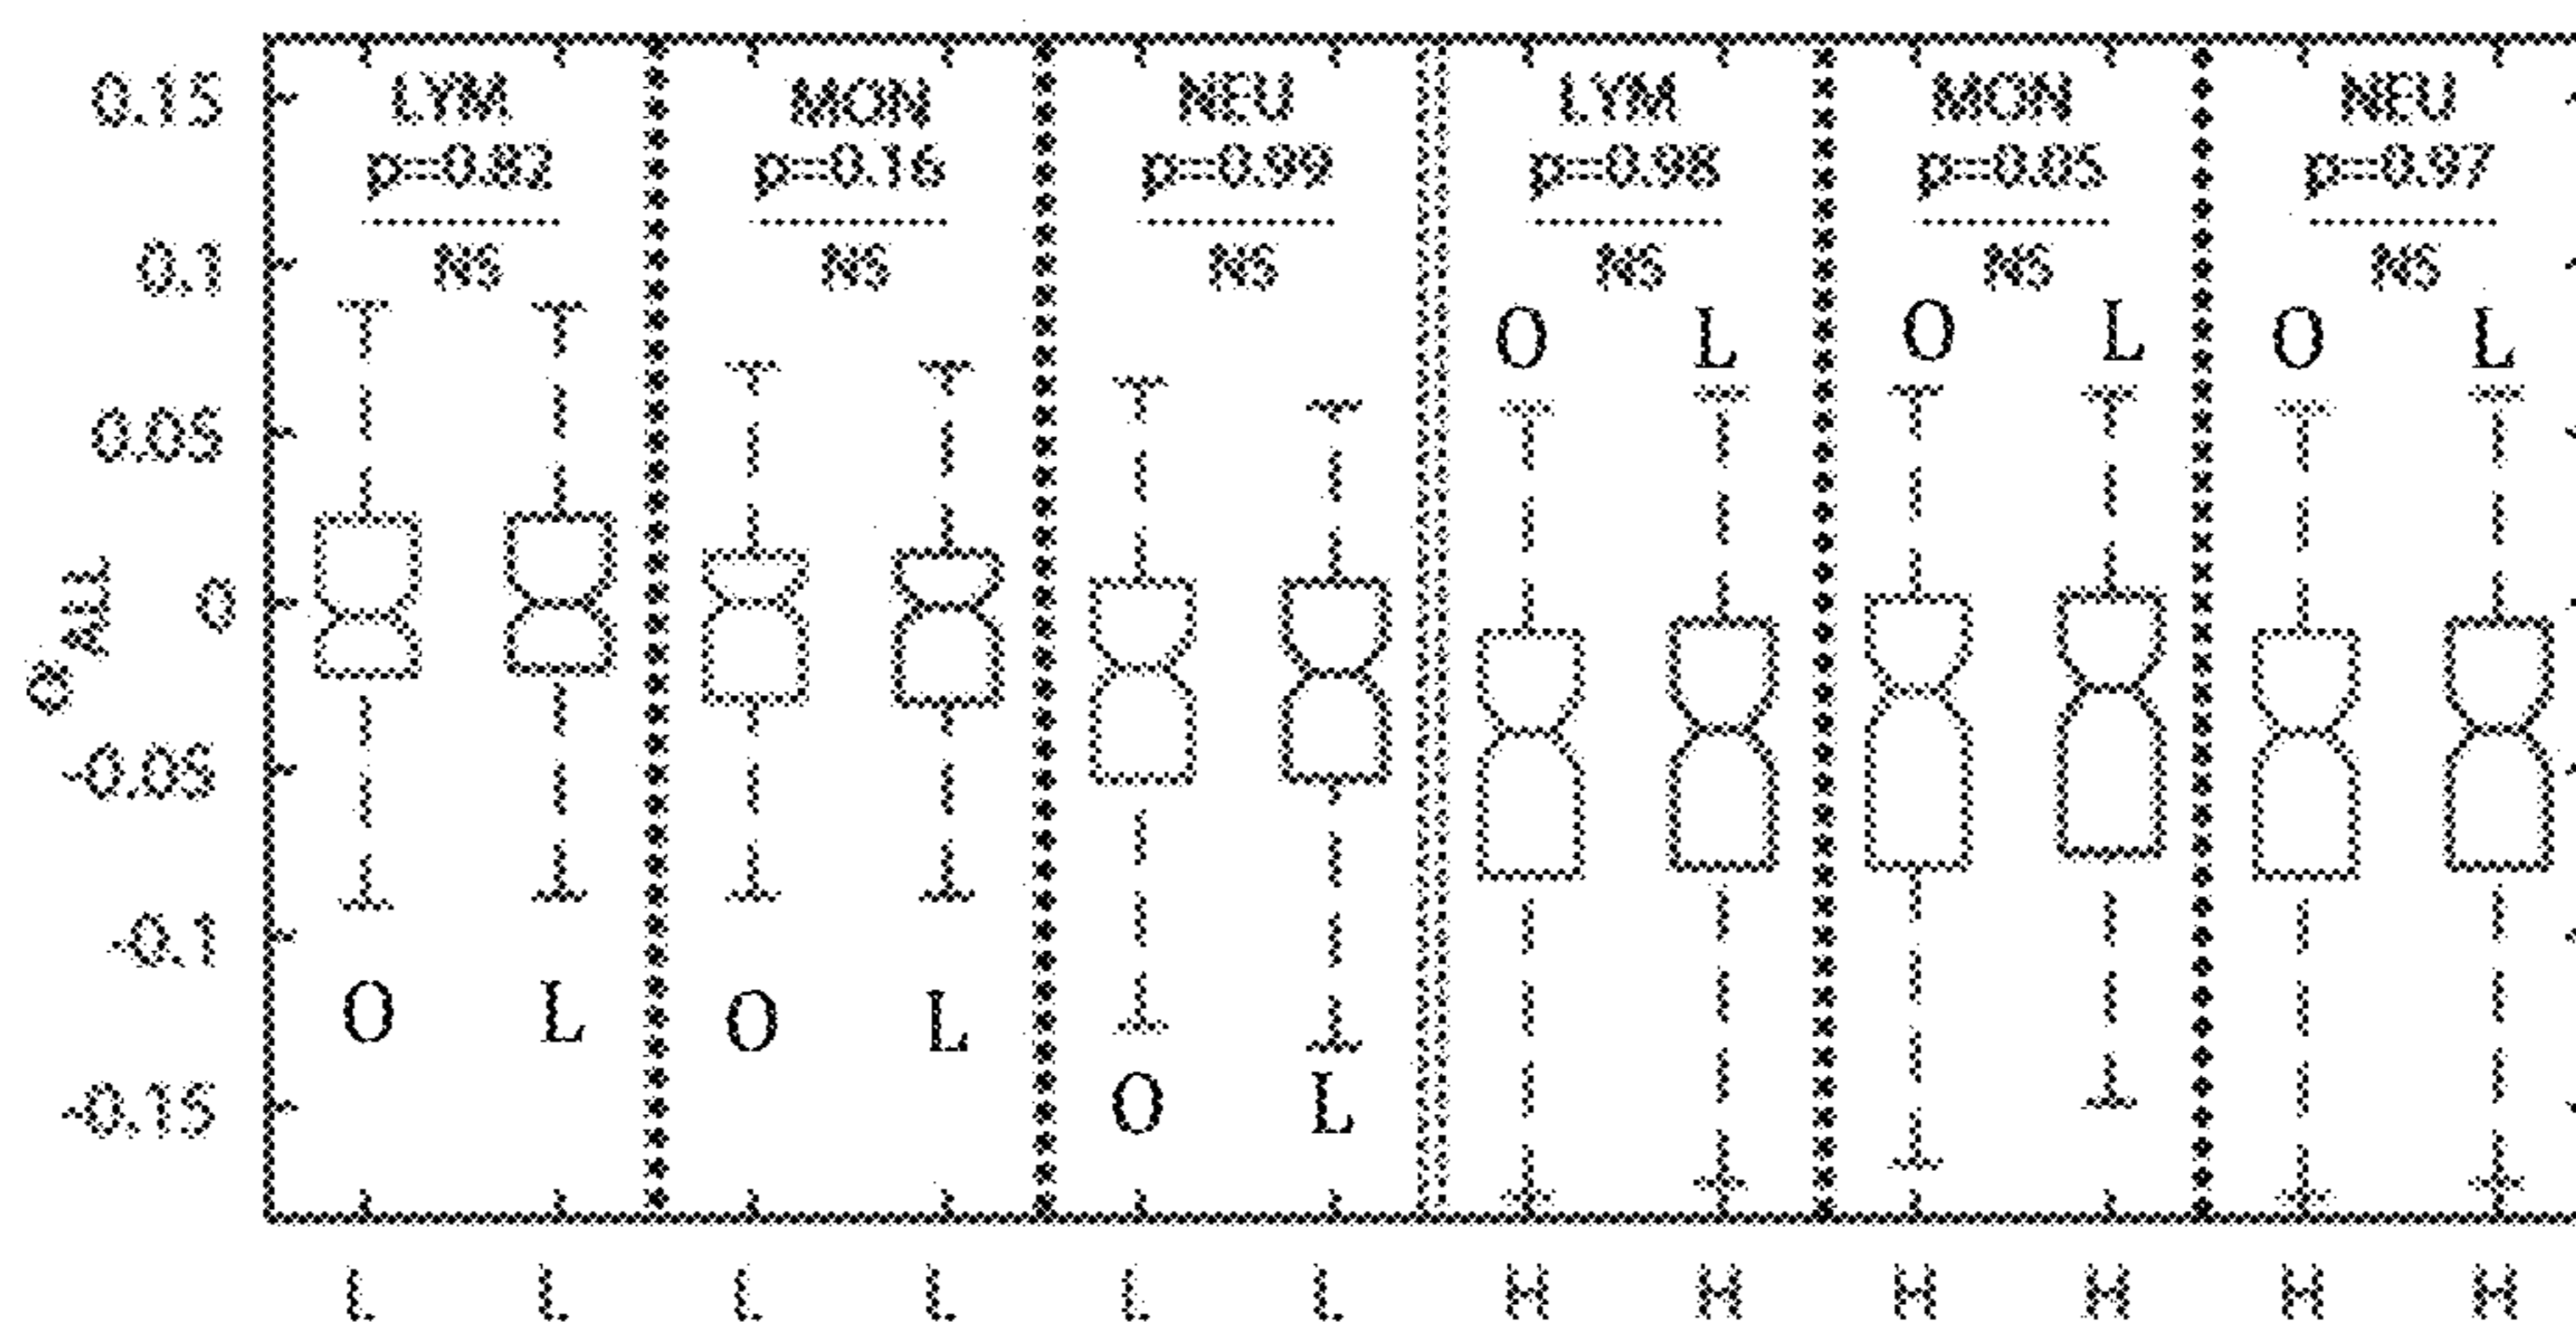 0.15 LYM MON NEU LYM MON NEU
p=0.82 p=0.16 p=0.99 p=0.98 p=0.05 p=0.97
0.1 NS NS NS NS NS NS
O L O L O L
0.05
0
αALL
-0.05
-0.1
O L O L
-0.15 O L
L L L L L L H H H H H H